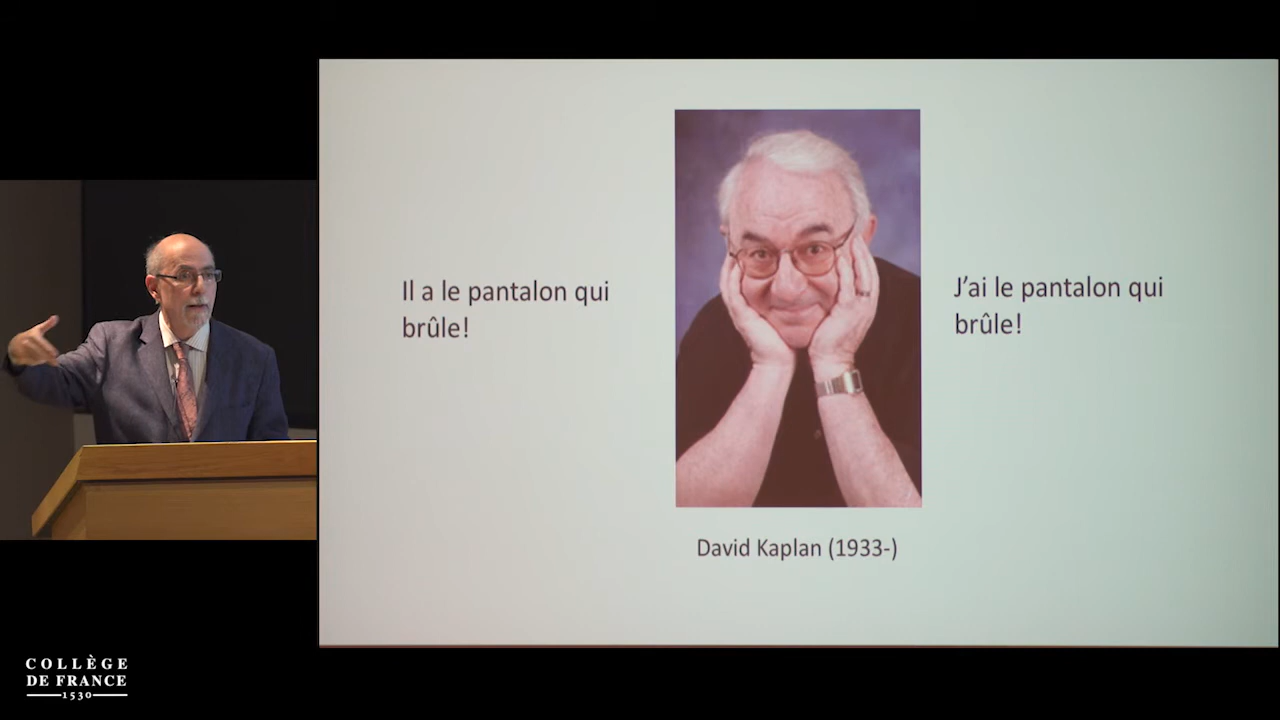 Il a le pantalon qui
brûle!
J’ai le pantalon qui
brûle!
David Kaplan (1933-)
COLLÈGE
DE FRANCE
1530